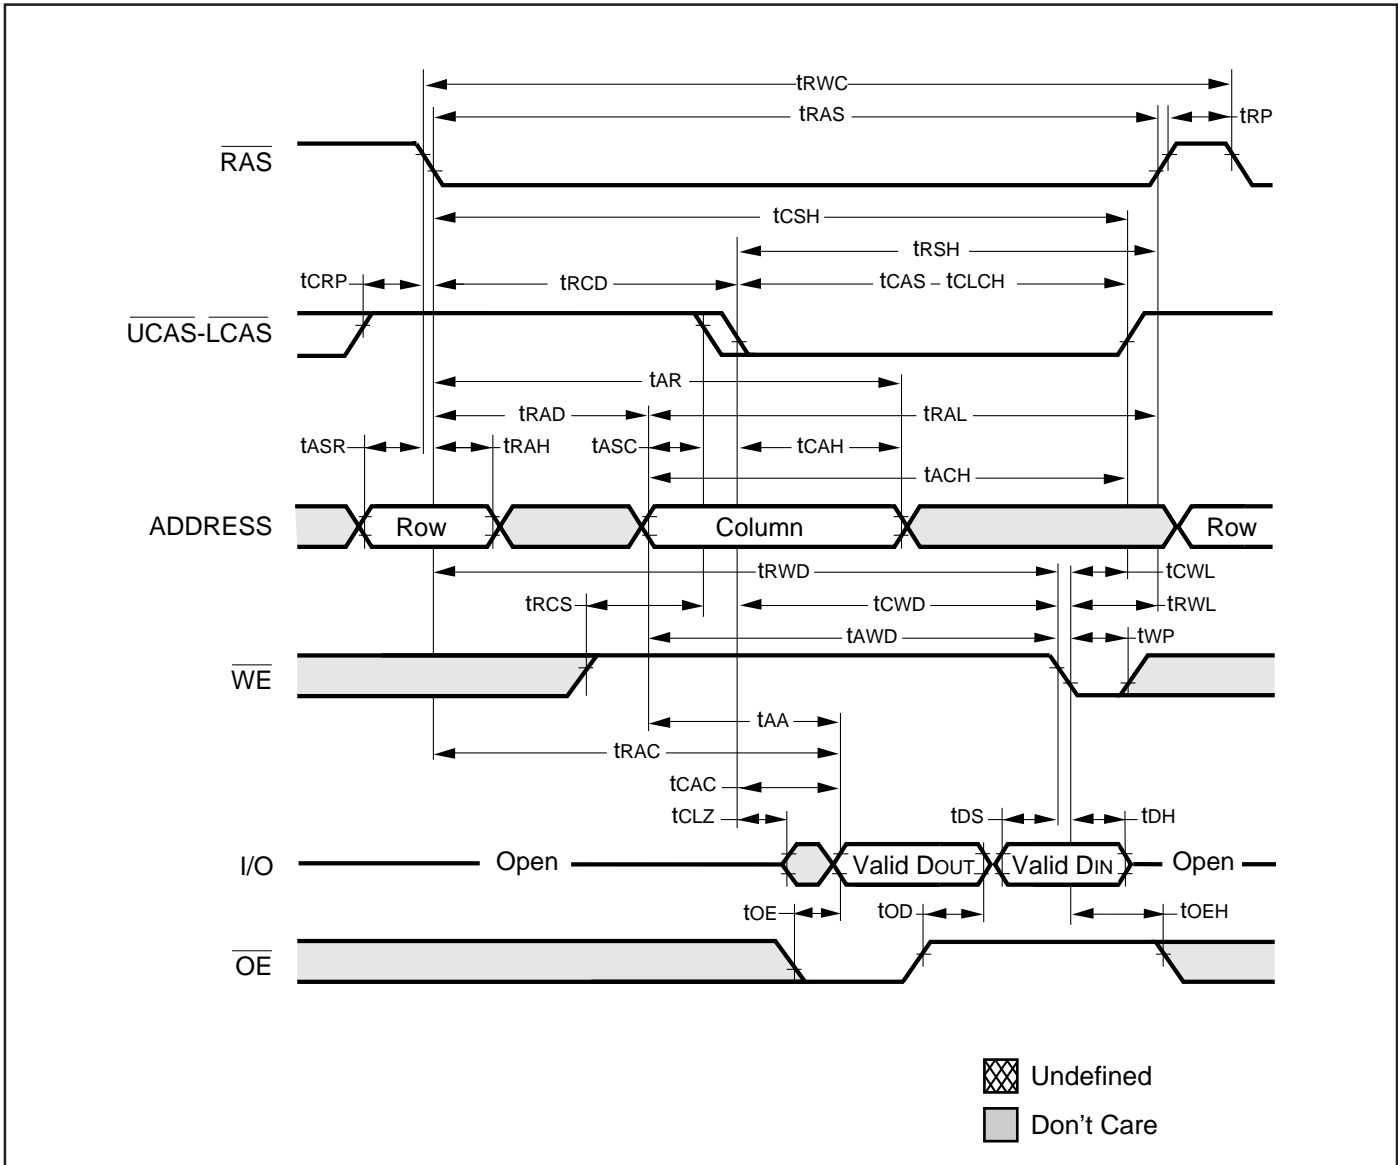 tRWC
tRAS
tRP
RAS
tCSH
tRSH
tCRP
tRCD
tCAS – tCLCH
UCAS-LCAS
tAR
tRAD
tRAL
tASR
tRAH
tASC
tCAH
tACH
ADDRESS
Row
Column
Row
tRWD
tCWL
tRCS
tCWD
tRWL
tAWD
tWP
WE
tAA
tRAC
tCAC
tCLZ
tDS
tDH
I/O
Open
Valid DOUT
Valid DIN
Open
tOE
tOD
tOEH
OE
Undefined
Don't Care